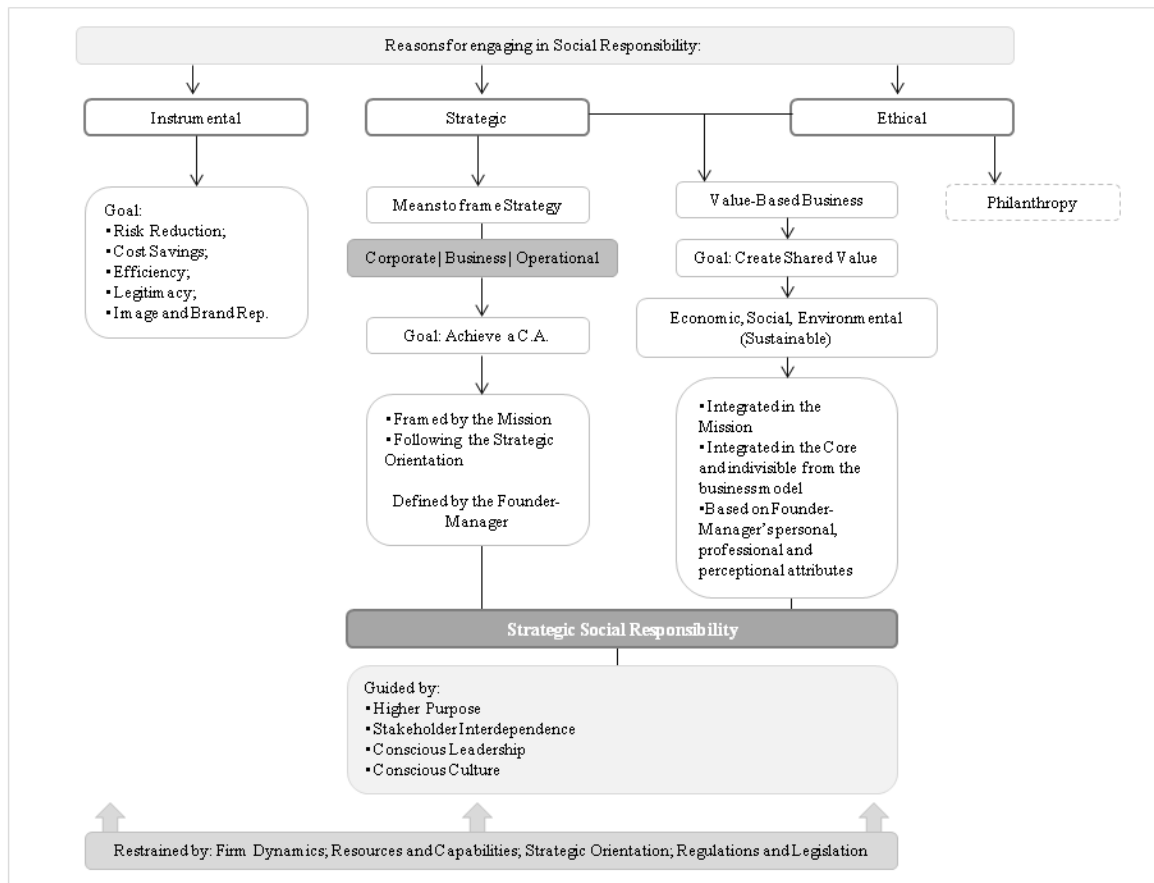 Reasons for engaging in Social Responsibility:
Instrumental
Strategic
Ethical
Goal:
▪Risk Reduction;
▪Cost Savings;
▪Efficiency;
▪Legitimacy;
▪Image and Brand Rep.
Means to frame Strategy
Corporate| Business| Operational
Goal: Achieve a C.A.
▪Framed by the Mission
▪Following the Strategic
Orientation
Defined by the Founder-
Manager
Value-Based Business
Goal: Create Shared Value
Economic, Social, Environmental
(Sustainable)
▪Integrated in the
Mission
▪Integrated in the Core
and indivisible from the
business model
▪Based on Founder-
Manager’s personal,
professional and
perceptional attributes
Philanthropy
Strategic Social Responsibility
Guided by:
▪Higher Purpose
▪Stakeholder Interdependence
▪Conscious Leadership
▪Conscious Culture
Restrained by: Firm Dynamics; Resources and Capabilities; Strategic Orientation; Regulations and Legislation